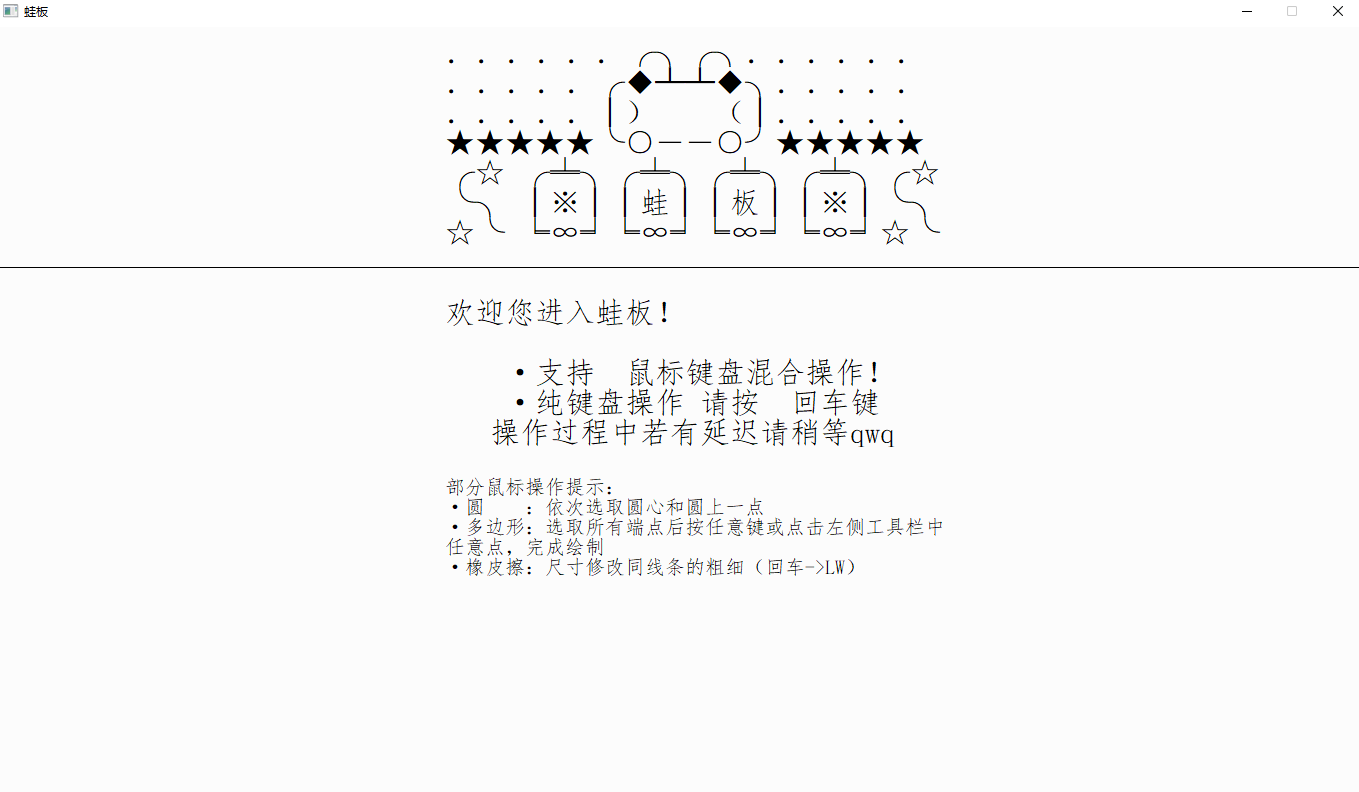 蛙板
. . . . . . ╭╮ ╭╮. . . . . .
. . . . . ╭◆┴─┴◆╮. . . . .
. . . . . │）　　（│. . . . .
★★★★★╰○——○╯★★★★★
╭☆ ╭═┴═╮ ╭═┴═╮ ╭═┴═╮ ╭═┴═╮ ╭☆
╰╮ │※│ │蛙│ │板│ │※│ ╰╮
☆ ╰ ╘∞╛ ╘∞╛ ╘∞╛ ╘∞╛ ☆ ╰
欢迎您进入蛙板！
·支持　鼠标键盘混合操作！
·纯键盘操作 请按　回车键
操作过程中若有延迟请稍等qwq
部分鼠标操作提示：
·圆　　：依次选取圆心和圆上一点
·多边形：选取所有端点后按任意键或点击左侧工具栏中
任意点，完成绘制
·橡皮擦：尺寸修改同线条的粗细（回车->LW）